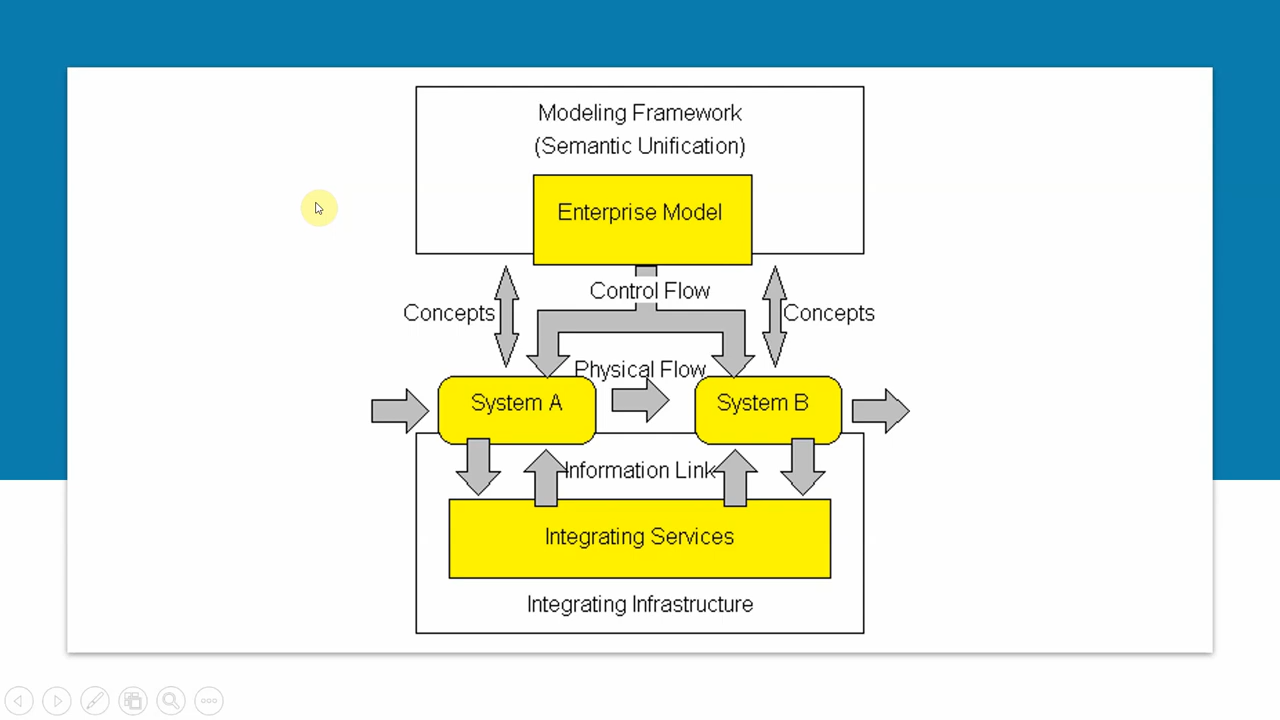 Modeling Framework
(Semantic Unification)
Enterprise Model
Control Flow
Concepts
Concepts
Physical Flow
System A
System B
Information Link
Integrating Services
Integrating Infrastructure